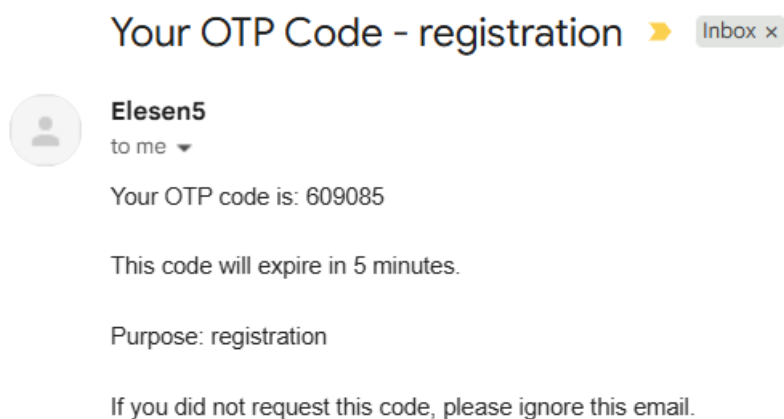 Your OTP Code - registration Inbox ×
Elesen5
to me
Your OTP code is: 609085
This code will expire in 5 minutes.
Purpose: registration
If you did not request this code, please ignore this email.